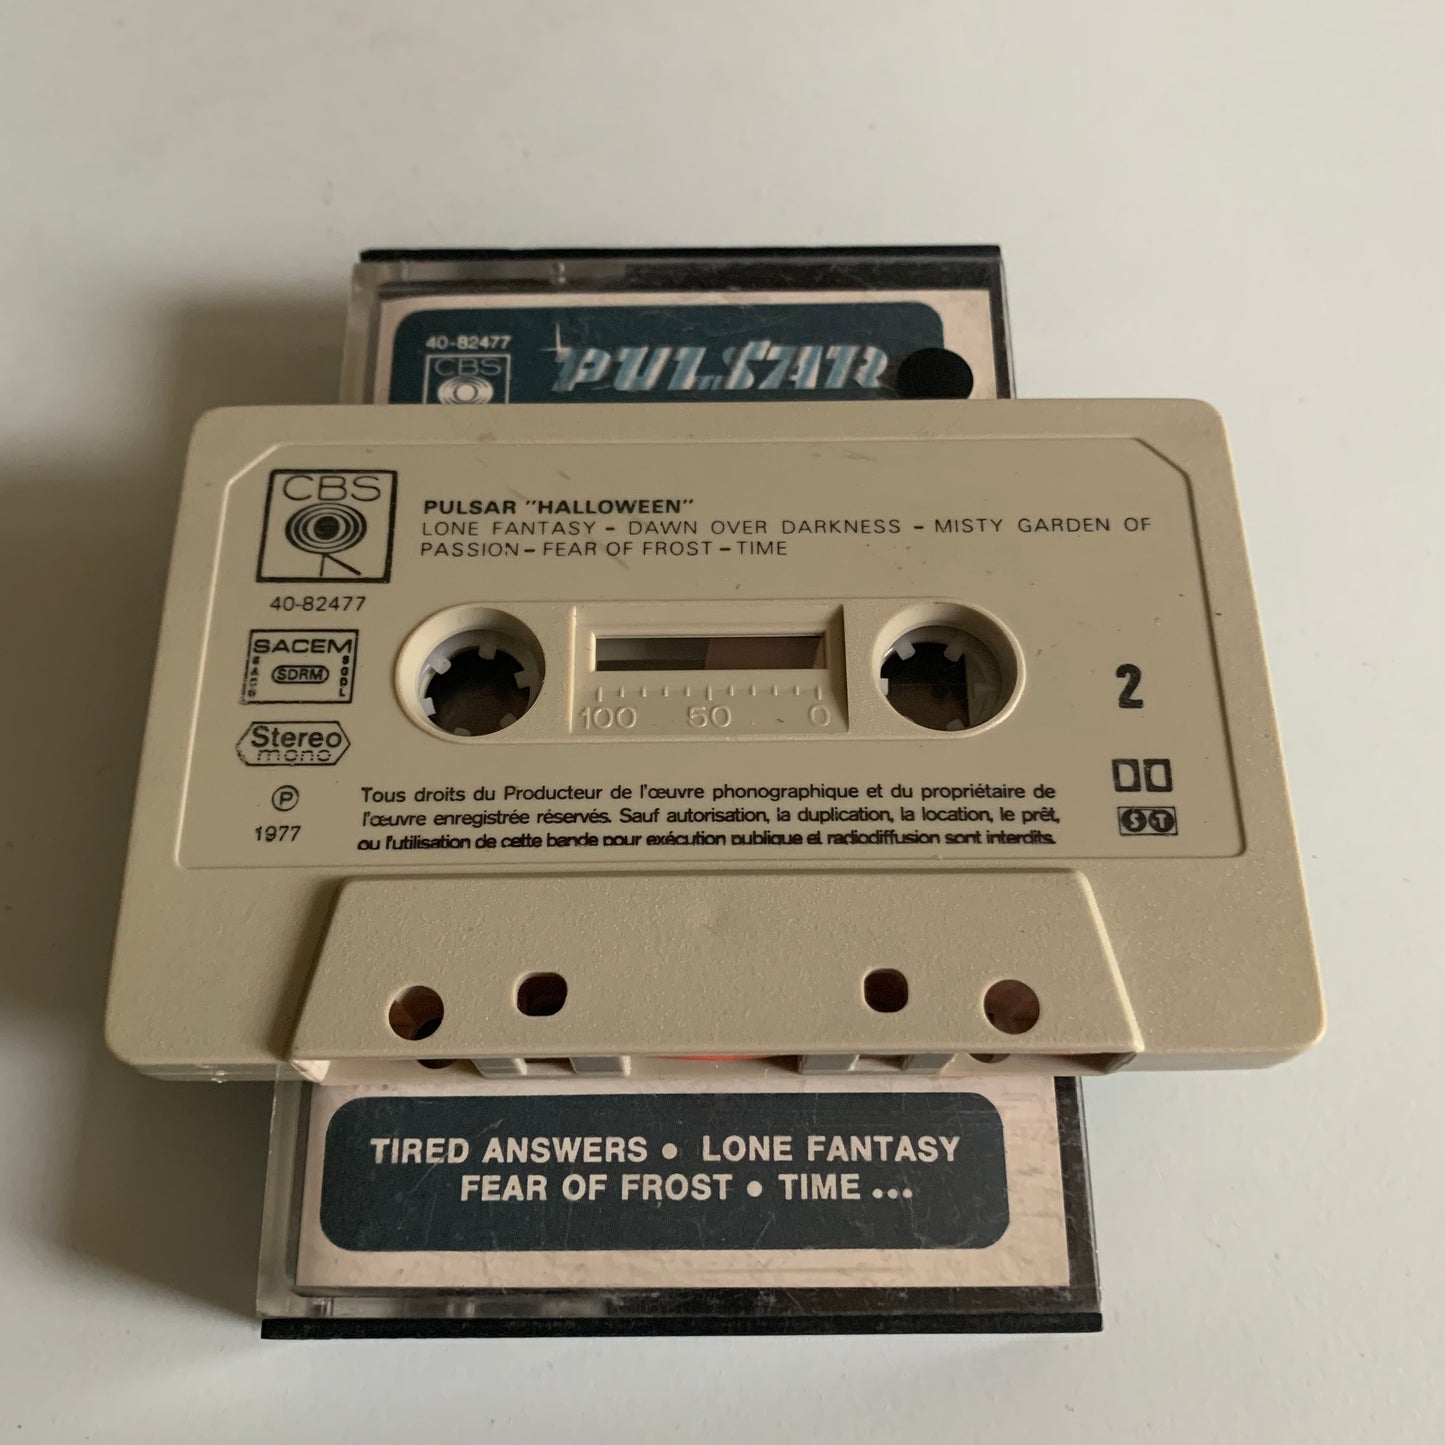 40-82477
CBS
PULSAR
CBS
PULSAR "HALLOWEEN"
LONE FANTASY - DAWN OVER DARKNESS - MISTY GARDEN OF
PASSION - FEAR OF FROST - TIME
40-82477
SACEM
SACD
SDRM
SGDL
Stereo
mono
100 50 0
2
P
1977
Tous droits du Producteur de l'œuvre phonographique et du propriétaire de
l'œuvre enregistrée réservés. Sauf autorisation, la duplication, la location, le prêt,
ou l'utilisation de cette bande pour exécution publique et radiodiffusion sont interdits.
ST
TIRED ANSWERS • LONE FANTASY
FEAR OF FROST • TIME ...